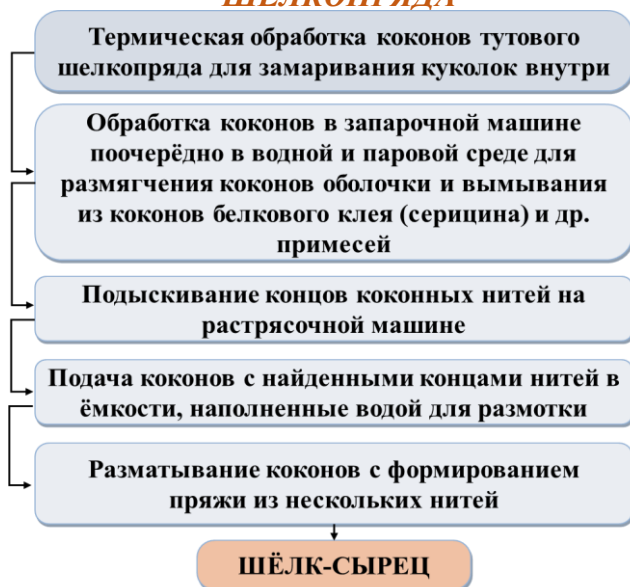 ШЕЛКОПРЯДА
Термическая обработка коконов тутового
шелкопряда для замаривания куколок внутри
Обработка коконов в запарочной машине
поочерёдно в водной и паровой среде для
размягчения коконов оболочки и вымывания
из коконов белкового клея (серицина) и др.
примесей
Подыскивание концов коконных нитей на
растрясочной машине
Подача коконов с найденными концами нитей в
ёмкости, наполненные водой для размотки
Разматывание коконов с формированием
пряжи из нескольких нитей
ШЁЛК-СЫРЕЦ